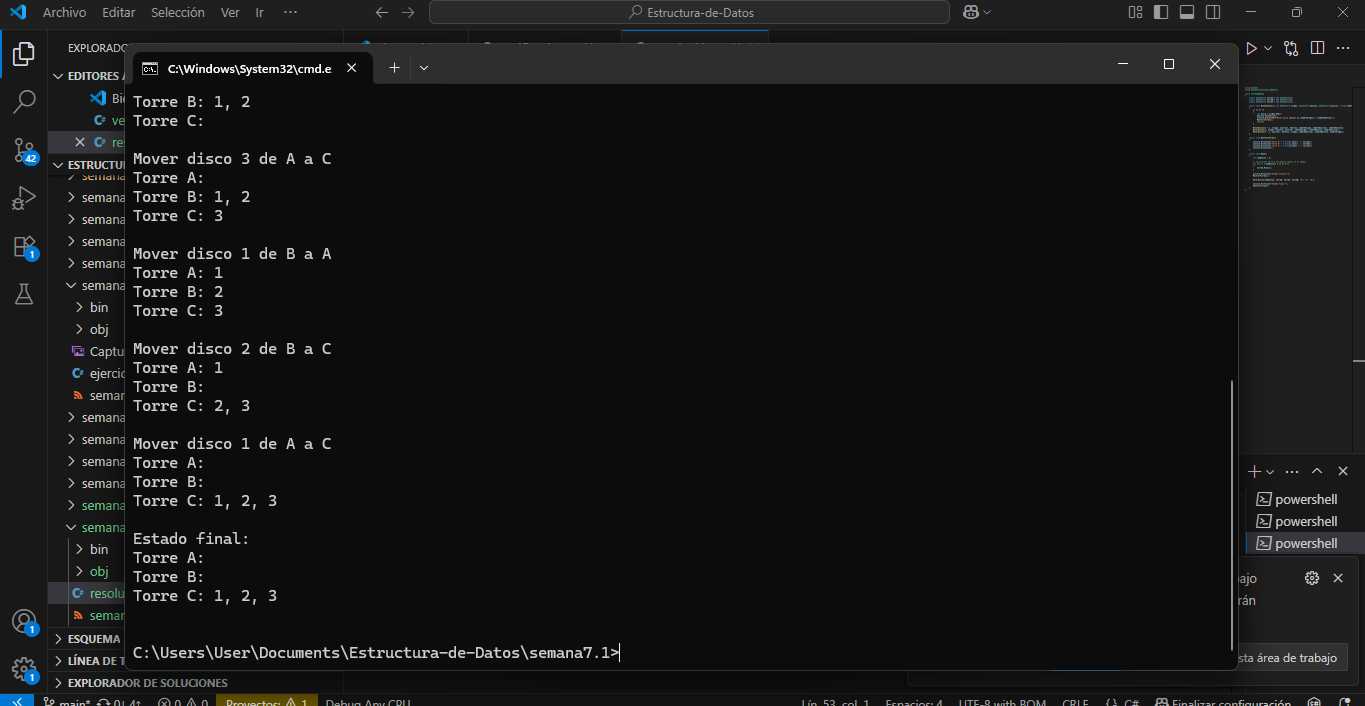 Archivo Editar Selección Ver Ir ···
Estructura-de-Datos
EXPLORADO
C:\Windows\System32\cmd.e
EDITORES A
ESTRUCTU
semana
semana
semana
semana
semana
semana
bin
obj
Captu
ejercic
seman
semana
semana
semana
semana
semana
semana
bin
obj
resolu
seman
ESQUEMA
LÍNEA DE T
EXPLORADOR DE SOLUCIONES
42
1
1
1
Torre B: 1, 2
Torre C:
Mover disco 3 de A a C
Torre A:
Torre B: 1, 2
Torre C: 3
Mover disco 1 de B a A
Torre A: 1
Torre B: 2
Torre C: 3
Mover disco 2 de B a C
Torre A: 1
Torre B:
Torre C: 2, 3
Mover disco 1 de A a C
Torre A:
Torre B:
Torre C: 1, 2, 3
Estado final:
Torre A:
Torre B:
Torre C: 1, 2, 3
C:\Users\User\Documents\Estructura-de-Datos\semana7.1>
powershell
powershell
powershell
bajo
rán
sta área de trabajo
main* 0↓ 4↑ 0 0 Proyectos: 1 Debug Any CPU
Lín. 53, col. 1 Espacios: 4 UTF-8 with BOM CRLF {} C# Finalizar configuración